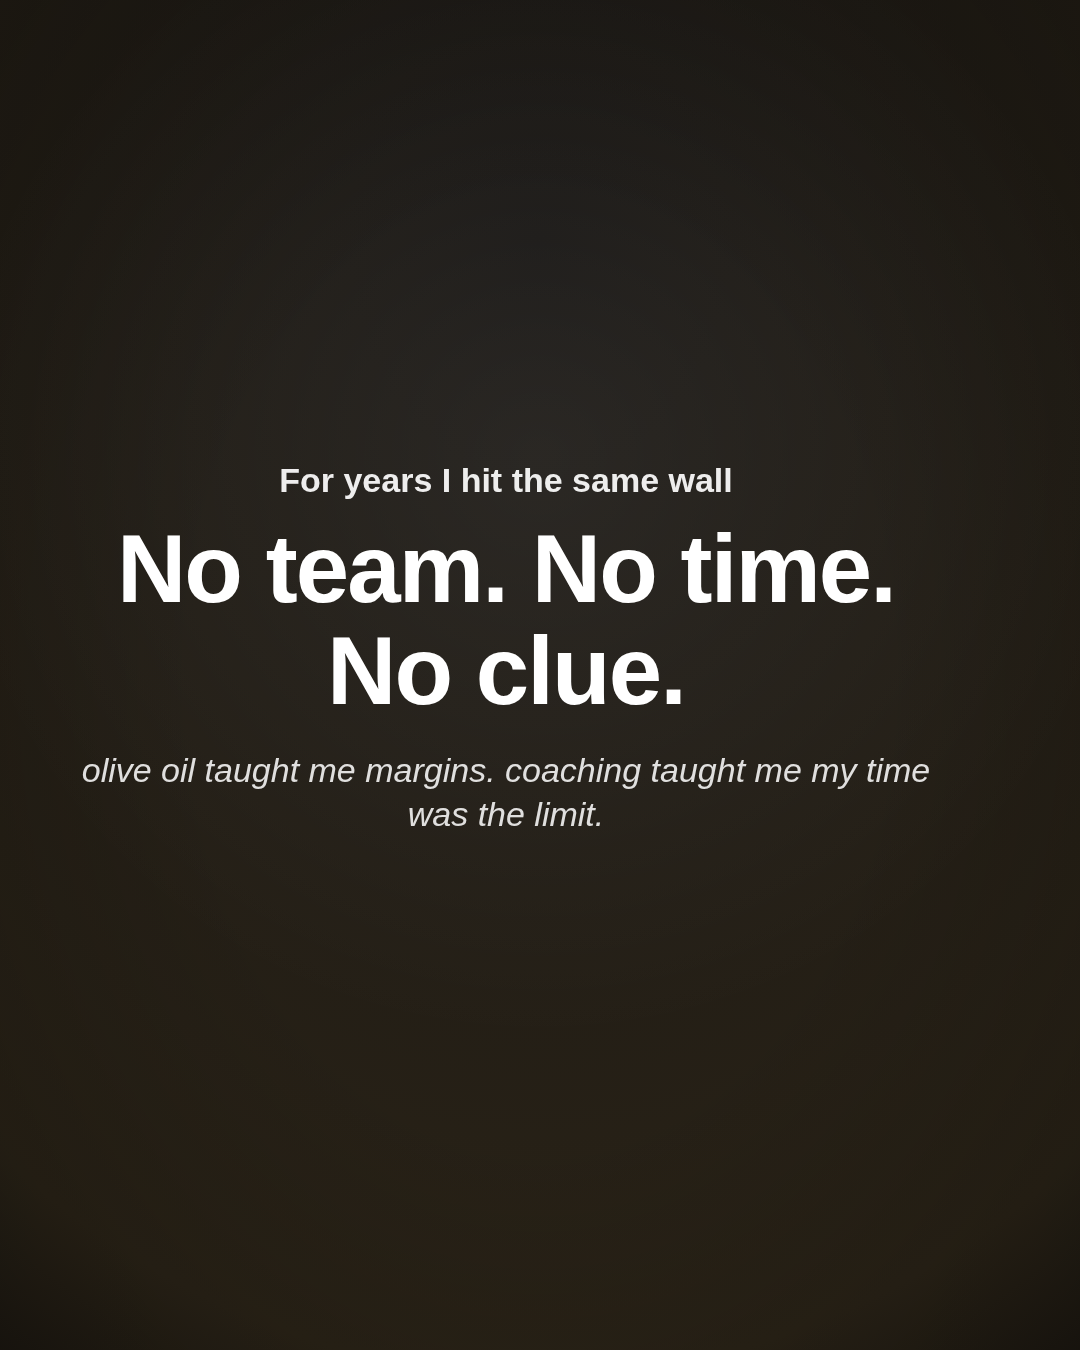 For years I hit the same wall
No team. No time.
No clue.
olive oil taught me margins. coaching taught me my time
was the limit.